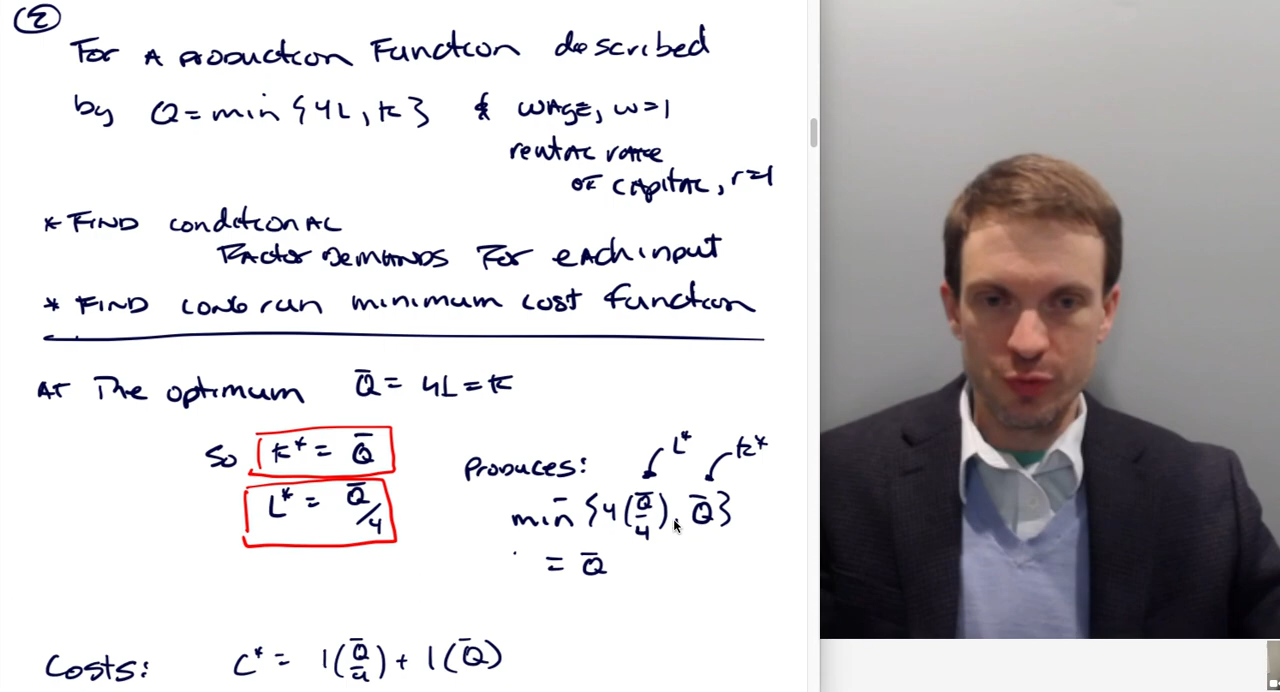 ②
For A production Function described
by Q = min {4L, K} & WAGE, w=1
rentAL rate
OF CAPITAL, r=1
* FIND conditionAL
FActor DemANDS For eAch input
* FIND LONG run minimum cost function
At The optimum Q̄ = 4L = K
So K* = Q̄
L* = Q̄/4
Produces: L* K*
min {4(Q̄/4), Q̄}
= Q̄
Costs: C* = 1(Q̄/4) + 1(Q̄)